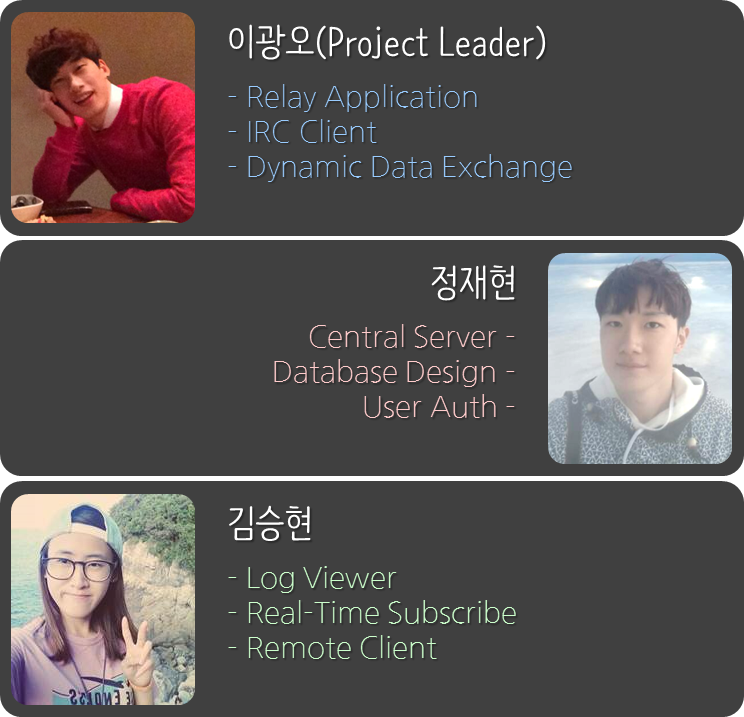 이광오(Project Leader)
- Relay Application
- IRC Client
- Dynamic Data Exchange
정재현
Central Server -
Database Design -
User Auth -
김승현
- Log Viewer
- Real-Time Subscribe
- Remote Client